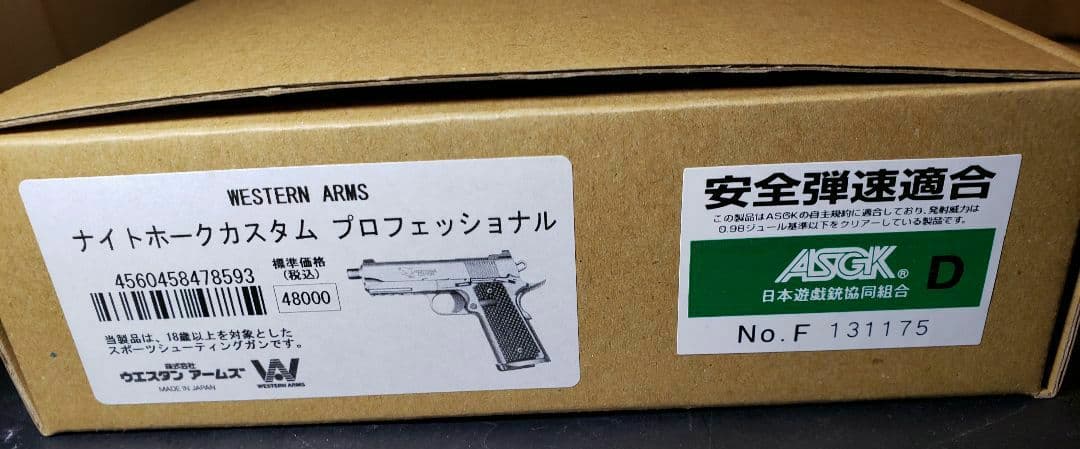 WESTERN ARMS
ナイトホークカスタム プロフェッショナル
4560458478593
標準価格
(税込)
48000
当製品は、18歳以上を対象とした
スポーツシューティングガンです。
株式会社
ウエスタン アームズ
MADE IN JAPAN
WESTERN ARMS
安全弾速適合
この製品はASGKの自主規約に適合しており、発射威力は
0.98ジュール基準以下をクリアーしている製品です。
ASGK® D
日本遊戯銃協同組合
No.F 131175